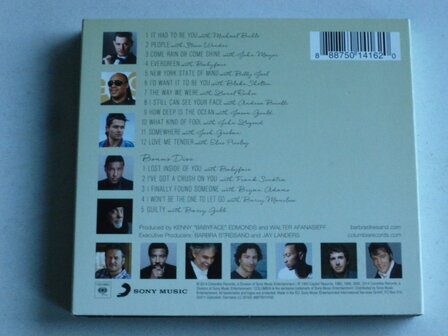 1 IT HAD TO BE YOU with Michael Bublé
2 PEOPLE with Stevie Wonder
3 COME RAIN OR COME SHINE with John Mayer
4 EVERGREEN with Babyface
5 NEW YORK STATE OF MIND with Billy Joel
6 I'D WANT IT TO BE YOU with Blake Shelton
7 THE WAY WE WERE with Lionel Richie
8 I STILL CAN SEE YOUR FACE with Andrea Bocelli
9 HOW DEEP IS THE OCEAN with Jason Gould
10 WHAT KIND OF FOOL with John Legend
11 SOMEWHERE with Josh Groban
12 LOVE ME TENDER with Elvis Presley
Bonus Disc
1 LOST INSIDE OF YOU with Babyface
2 I'VE GOT A CRUSH ON YOU with Frank Sinatra
3 I FINALLY FOUND SOMEONE with Bryan Adams
4 I WON'T BE THE ONE TO LET GO with Barry Manilow
5 GUILTY with Barry Gibb
8 88750 14162 0
Produced by KENNY "BABYFACE" EDMONDS and WALTER AFANASIEFF
Executive Producers: BARBRA STREISAND and JAY LANDERS
barbrastreisand.com
columbiarecords.com
SONY MUSIC